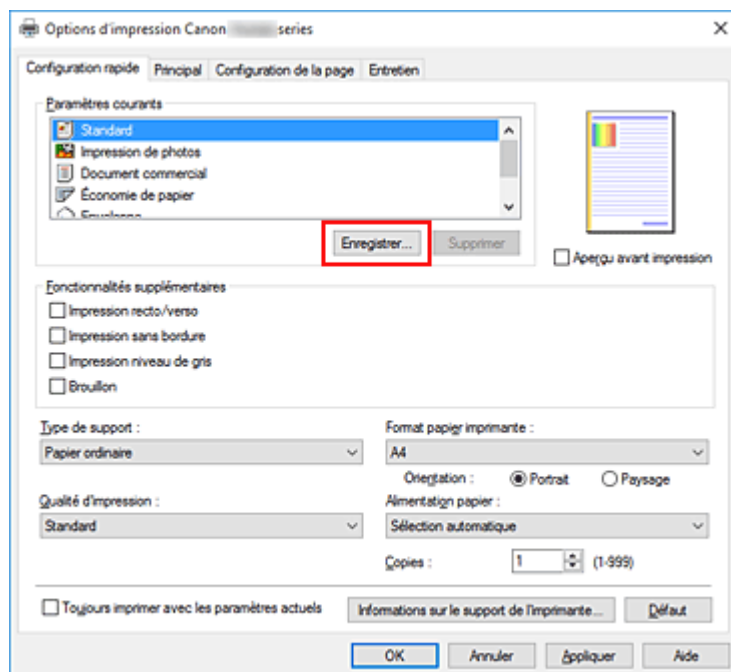 Options d'impression Canon series
Configuration rapide Principal Configuration de la page Entretien
Paramètres courants
Standard
Impression de photos
Document commercial
Économie de papier
Enregistrer... Supprimer
Aperçu avant impression
Fonctionnalités supplémentaires
Impression recto/verso
Impression sans bordure
Impression niveau de gris
Brouillon
Type de support :
Papier ordinaire
Format papier imprimante :
A4
Orientation : Portrait Paysage
Qualité d'impression :
Standard
Alimentation papier :
Sélection automatique
Copies : 1 (1-999)
Toujours imprimer avec les paramètres actuels Informations sur le support de l'imprimante... Défaut
OK Annuler Appliquer Aide